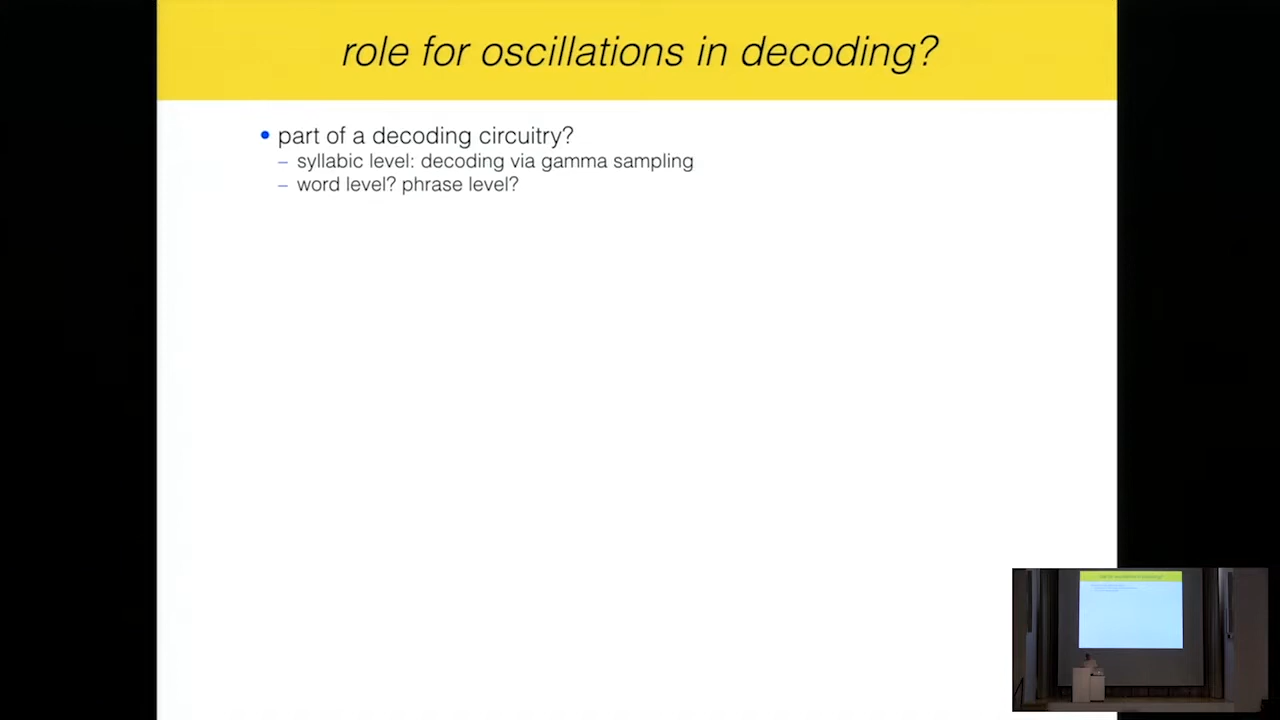 role for oscillations in decoding?
• part of a decoding circuitry?
– syllabic level: decoding via gamma sampling
– word level? phrase level?